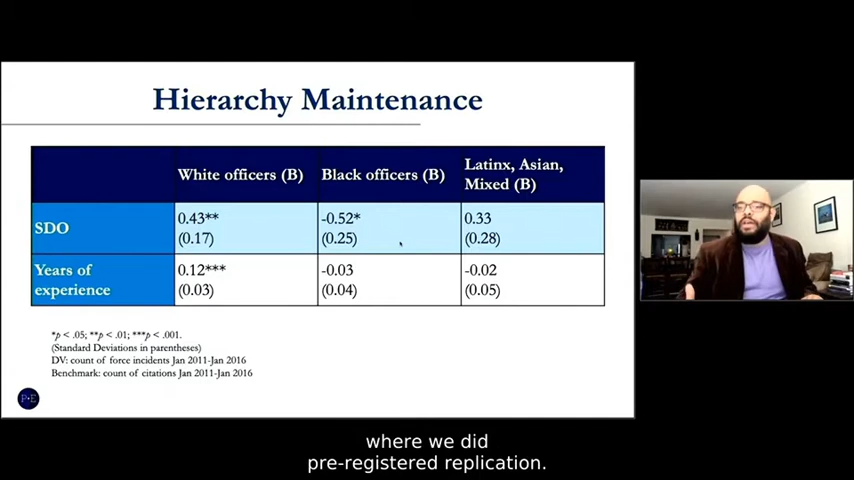 Hierarchy Maintenance
White officers (B)
Black officers (B)
Latinx, Asian,
Mixed (B)
SDO
0.43**
(0.17)
-0.52*
(0.25)
0.33
(0.28)
Years of
experience
0.12***
(0.03)
-0.03
(0.04)
-0.02
(0.05)
*p < .05; **p < .01; ***p < .001.
(Standard Deviations in parentheses)
DV: count of force incidents Jan 2011-Jan 2016
Benchmark: count of citations Jan 2011-Jan 2016
P•E
where we did
pre-registered replication.